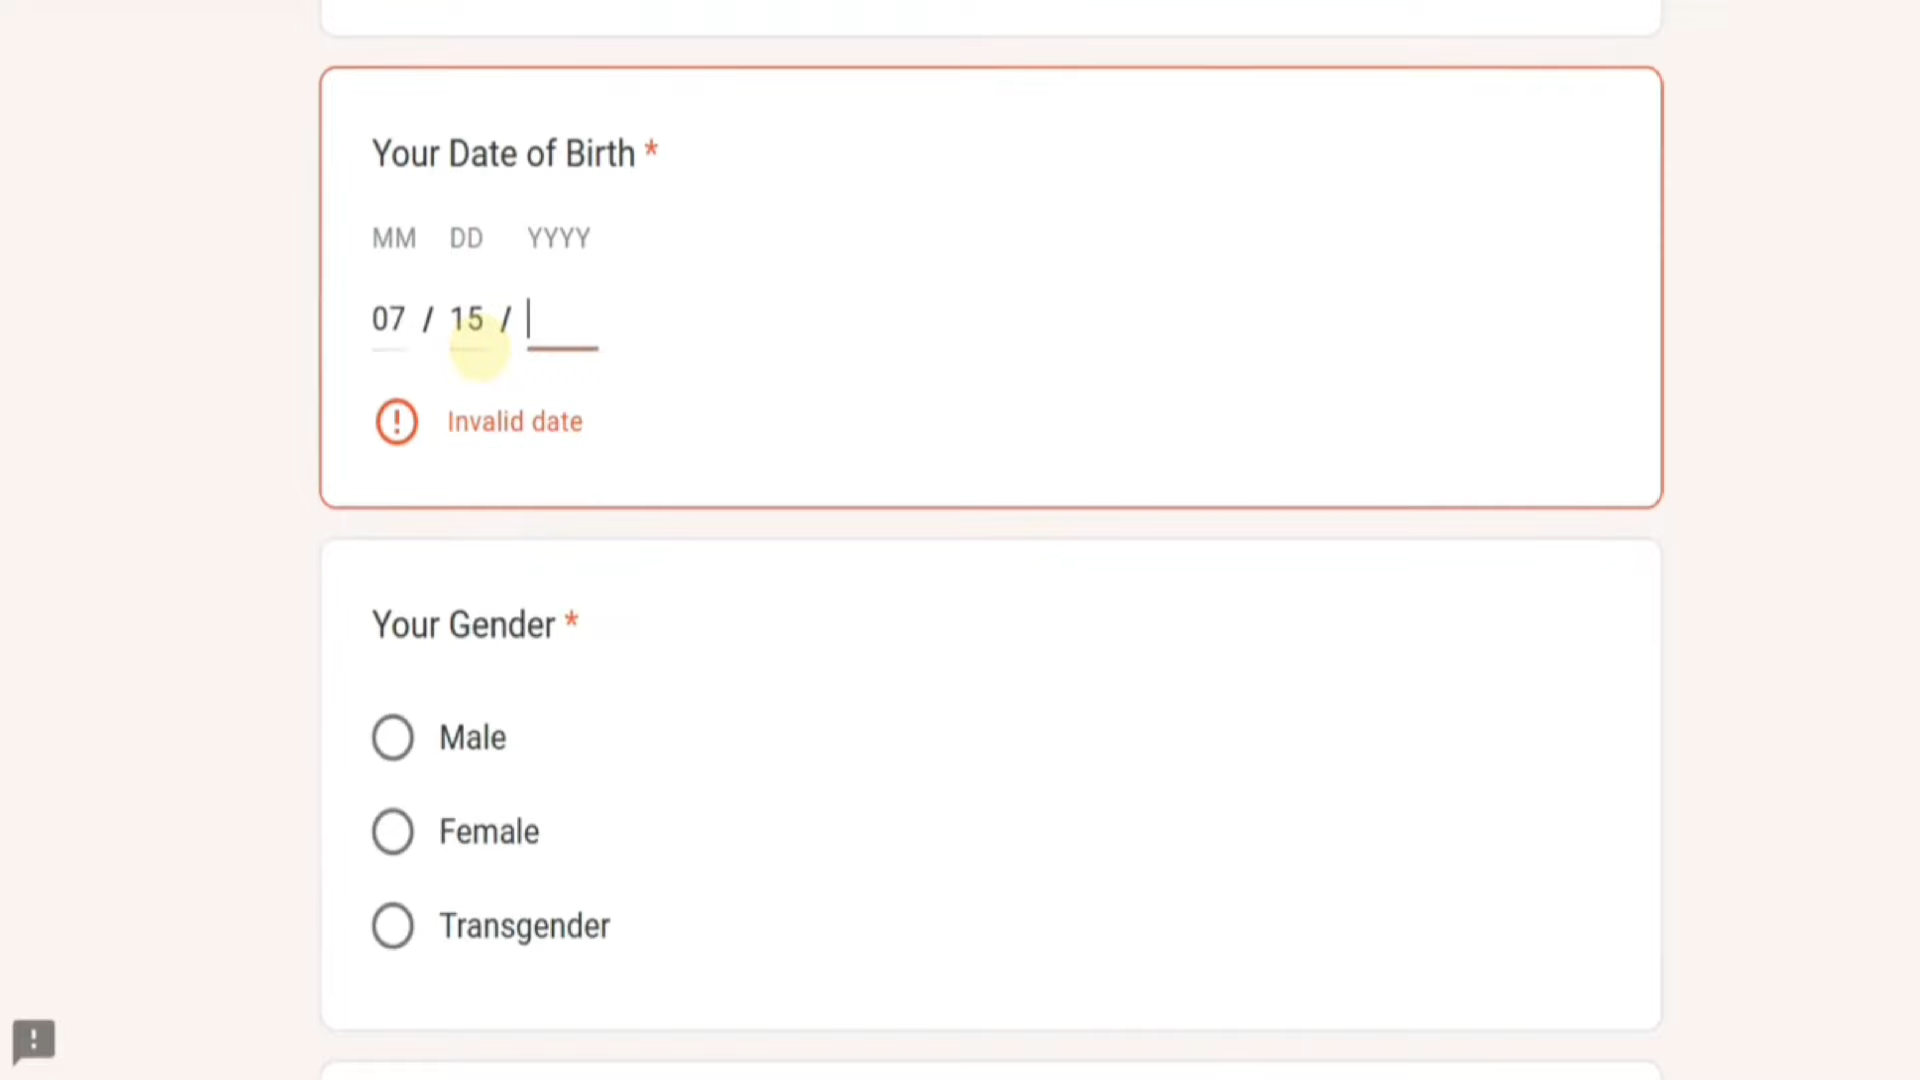 Your Date of Birth *
MM DD YYYY
07 / 15 /
Invalid date
Your Gender *
Male
Female
Transgender